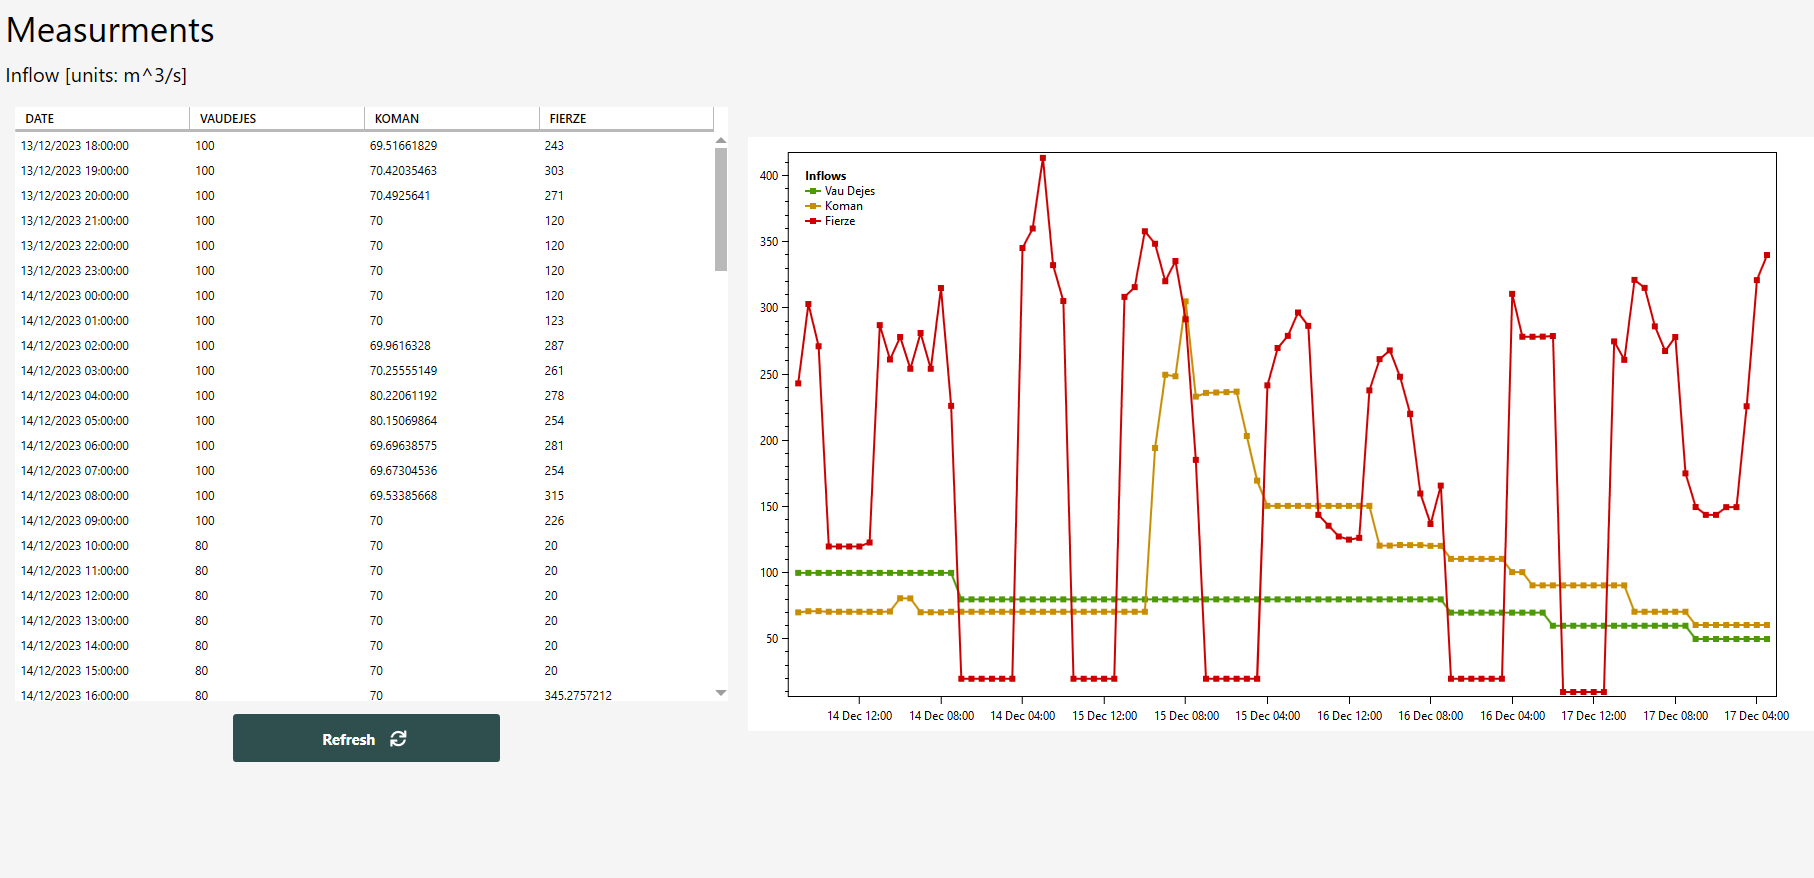 Measurments
Inflow [units: m^3/s]
DATE VAUDEJES KOMAN FIERZE
13/12/2023 18:00:00 100 69.51661829 243
13/12/2023 19:00:00 100 70.42035463 303
13/12/2023 20:00:00 100 70.4925641 271
13/12/2023 21:00:00 100 70 120
13/12/2023 22:00:00 100 70 120
13/12/2023 23:00:00 100 70 120
14/12/2023 00:00:00 100 70 120
14/12/2023 01:00:00 100 70 123
14/12/2023 02:00:00 100 69.9616328 287
14/12/2023 03:00:00 100 70.25555149 261
14/12/2023 04:00:00 100 80.22061192 278
14/12/2023 05:00:00 100 80.15069864 254
14/12/2023 06:00:00 100 69.69638575 281
14/12/2023 07:00:00 100 69.67304536 254
14/12/2023 08:00:00 100 69.53385668 315
14/12/2023 09:00:00 100 70 226
14/12/2023 10:00:00 80 70 20
14/12/2023 11:00:00 80 70 20
14/12/2023 12:00:00 80 70 20
14/12/2023 13:00:00 80 70 20
14/12/2023 14:00:00 80 70 20
14/12/2023 15:00:00 80 70 20
14/12/2023 16:00:00 80 70 345.2757212
Refresh
Inflows
Vau Dejes
Koman
Fierze
400
350
300
250
200
150
100
50
14 Dec 12:00 14 Dec 08:00 14 Dec 04:00 15 Dec 12:00 15 Dec 08:00 15 Dec 04:00 16 Dec 12:00 16 Dec 08:00 16 Dec 04:00 17 Dec 12:00 17 Dec 08:00 17 Dec 04:00